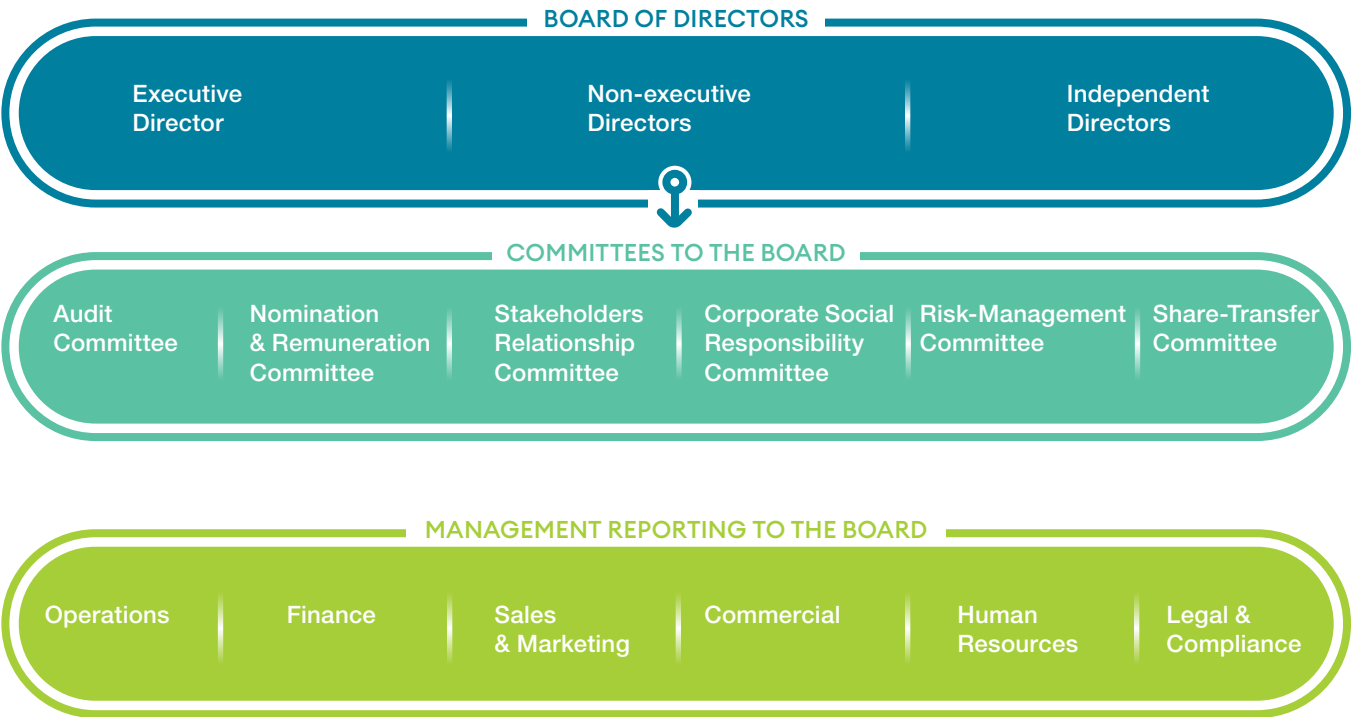 BOARD OF DIRECTORS
Executive
Director
Non-executive
Directors
Independent
Directors
COMMITTEES TO THE BOARD
Audit
Committee
Nomination
& Remuneration
Committee
Stakeholders
Relationship
Committee
Corporate Social
Responsibility
Committee
Risk-Management
Committee
Share-Transfer
Committee
MANAGEMENT REPORTING TO THE BOARD
Operations
Finance
Sales
& Marketing
Commercial
Human
Resources
Legal &
Compliance